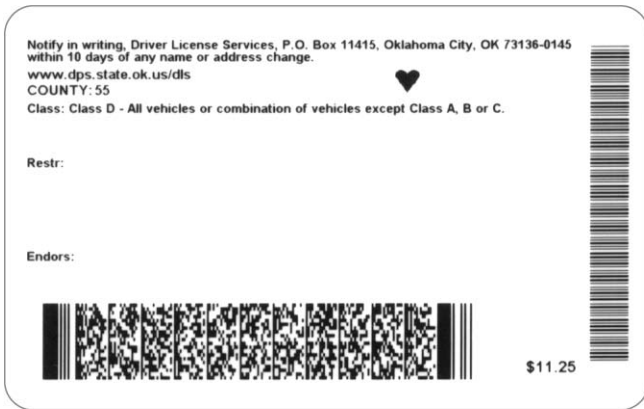 Notify in writing, Driver License Services, P.O. Box 11415, Oklahoma City, OK 73136-0145
within 10 days of any name or address change.
www.dps.state.ok.us/dls
COUNTY: 55
Class: Class D - All vehicles or combination of vehicles except Class A, B or C.
Restr:
Endors:
$11.25